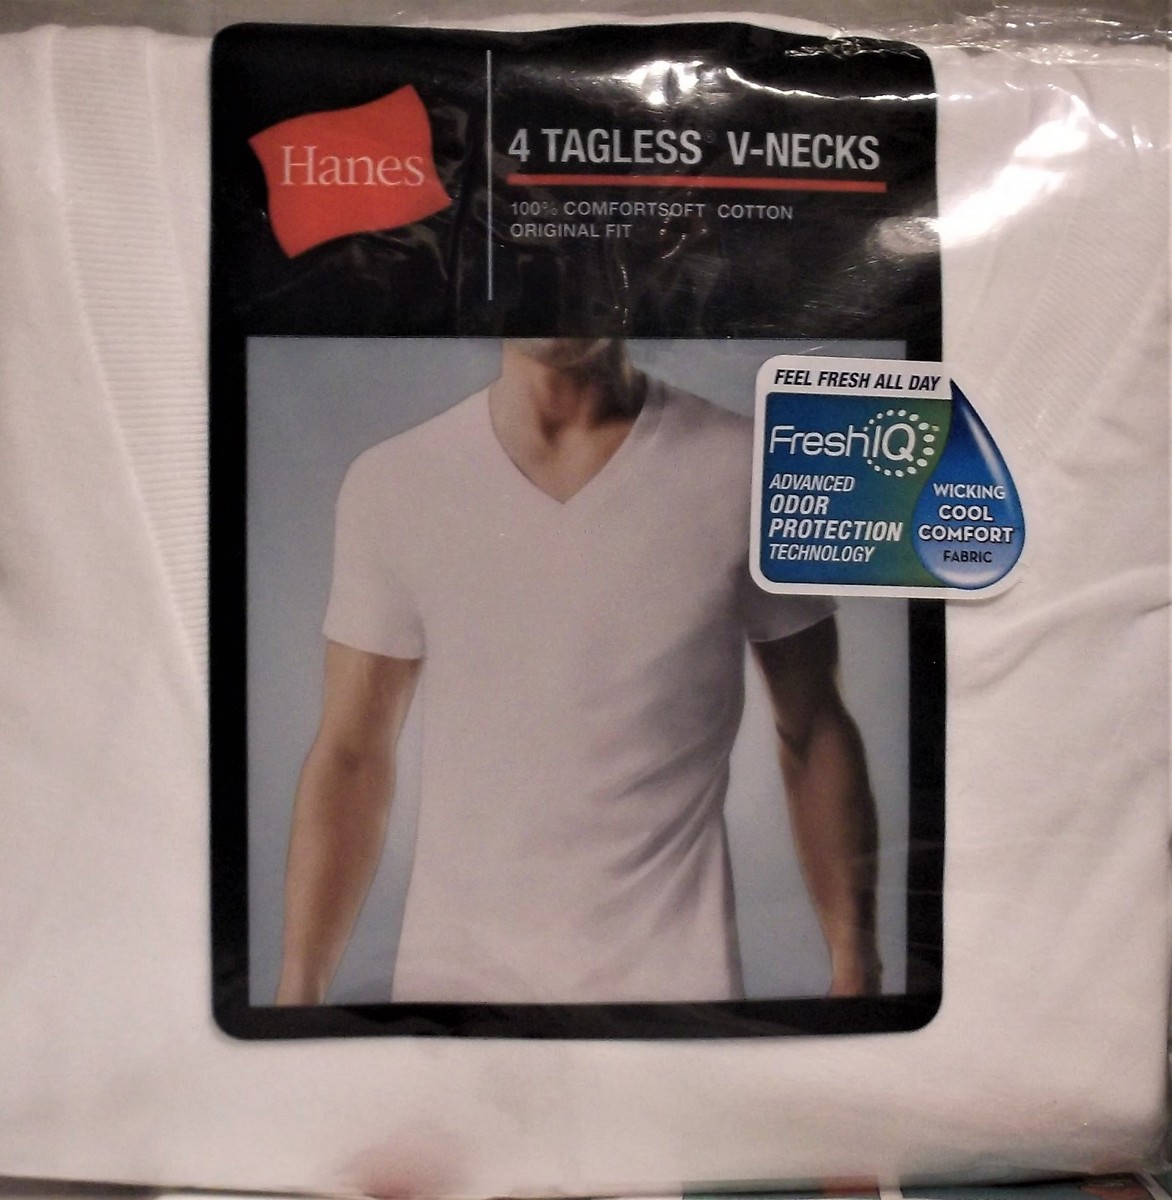 Hanes
4 TAGLESS® V-NECKS
100% COMFORTSOFT COTTON
ORIGINAL FIT
FEEL FRESH ALL DAY
FreshIQ
ADVANCED
ODOR
PROTECTION
TECHNOLOGY
WICKING
COOL
COMFORT
FABRIC